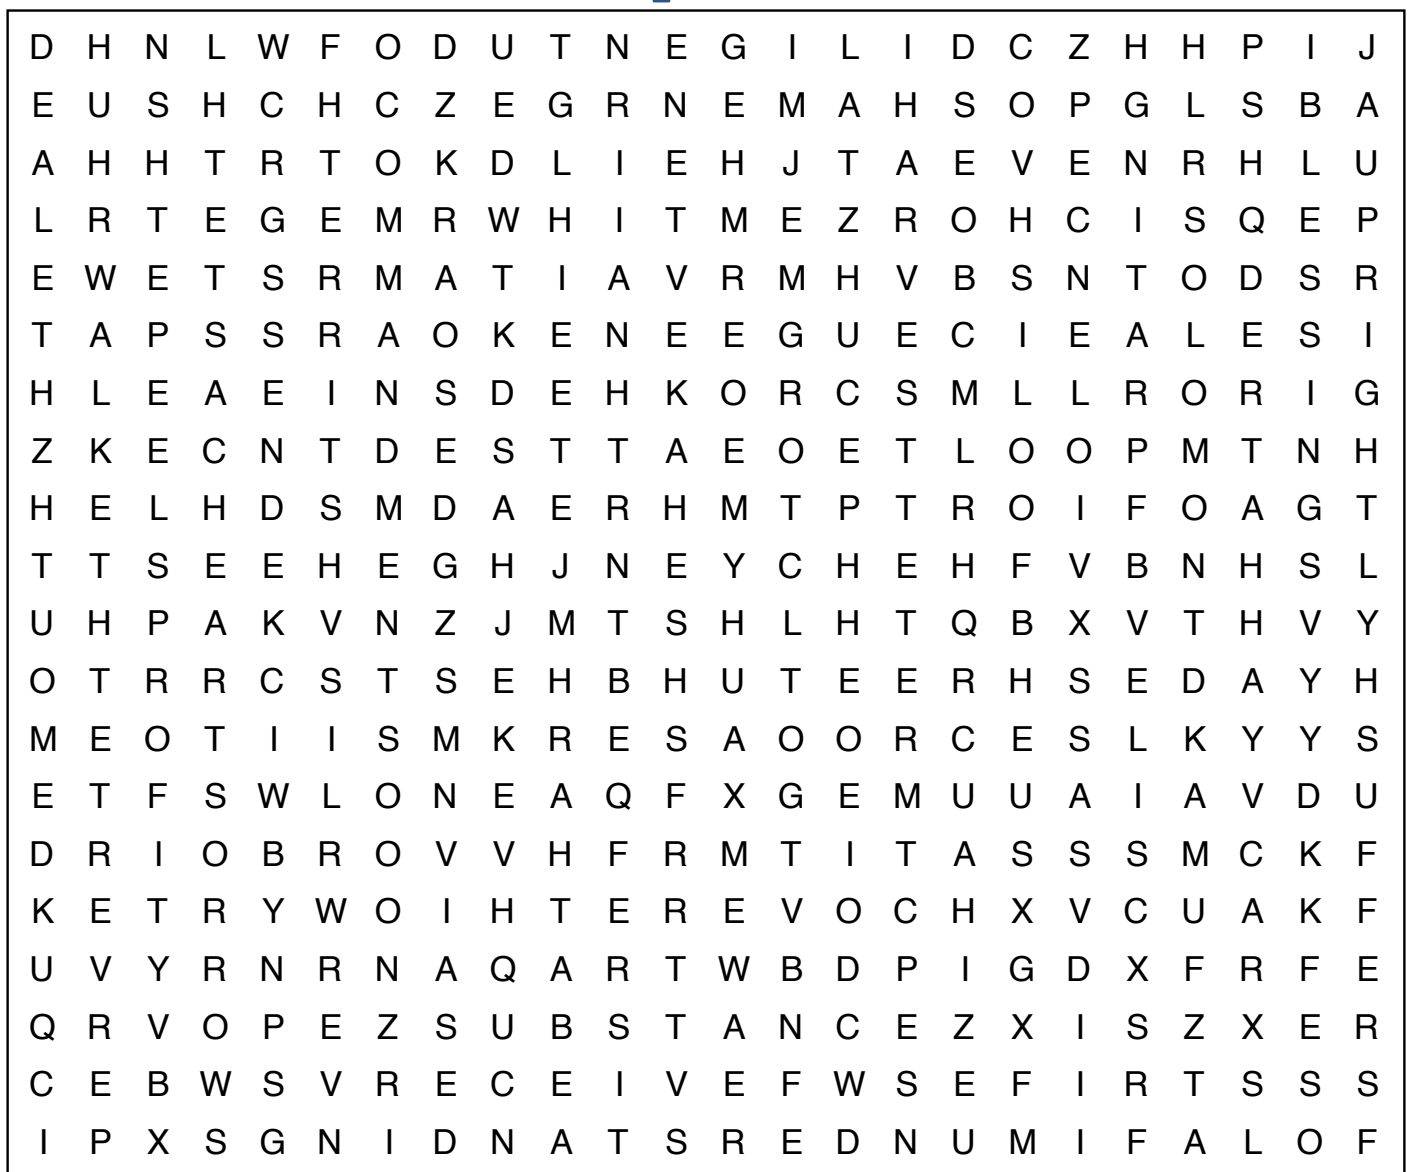 D H N L W F O D U T N E G I L I D C Z H H P I J
E U S H C H C Z E G R N E M A H S O P G L S B A
A H H T R T O K D L I E H J T A E V E N R H L U
L R T E G E M R W H I T M E Z R O H C I S Q E P
E W E T S R M A T I A V R M H V B S N T O D S R
T A P S S R A O K E N E E G U E C I E A L E S I
H L E A E I N S D E H K O R C S M L L R O R I G
Z K E C N T D E S T T A E O E T L O O P M T N H
H E L H D S M D A E R H M T P T R O I F O A G T
T T S E E H E G H J N E Y C H E H F V B N H S L
U H P A K V N Z J M T S H L H T Q B X V T H V Y
O T R R C S T S E H B H U T E E R H S E D A Y H
M E O T I I S M K R E S A O O R C E S L K Y Y S
E T F S W L O N E A Q F X G E M U U A I A V D U
D R I O B R O V V H F R M T I T A S S S M C K F
K E T R Y W O I H T E R E V O C H X V C U A K F
U V Y R N R N A Q A R T W B D P I G D X F R F E
Q R V O P E Z S U B S T A N C E Z X I S Z X E R
C E B W S V R E C E I V E F W S E F I R T S S S
I P X S G N I D N A T S R E D N U M I F A L O F